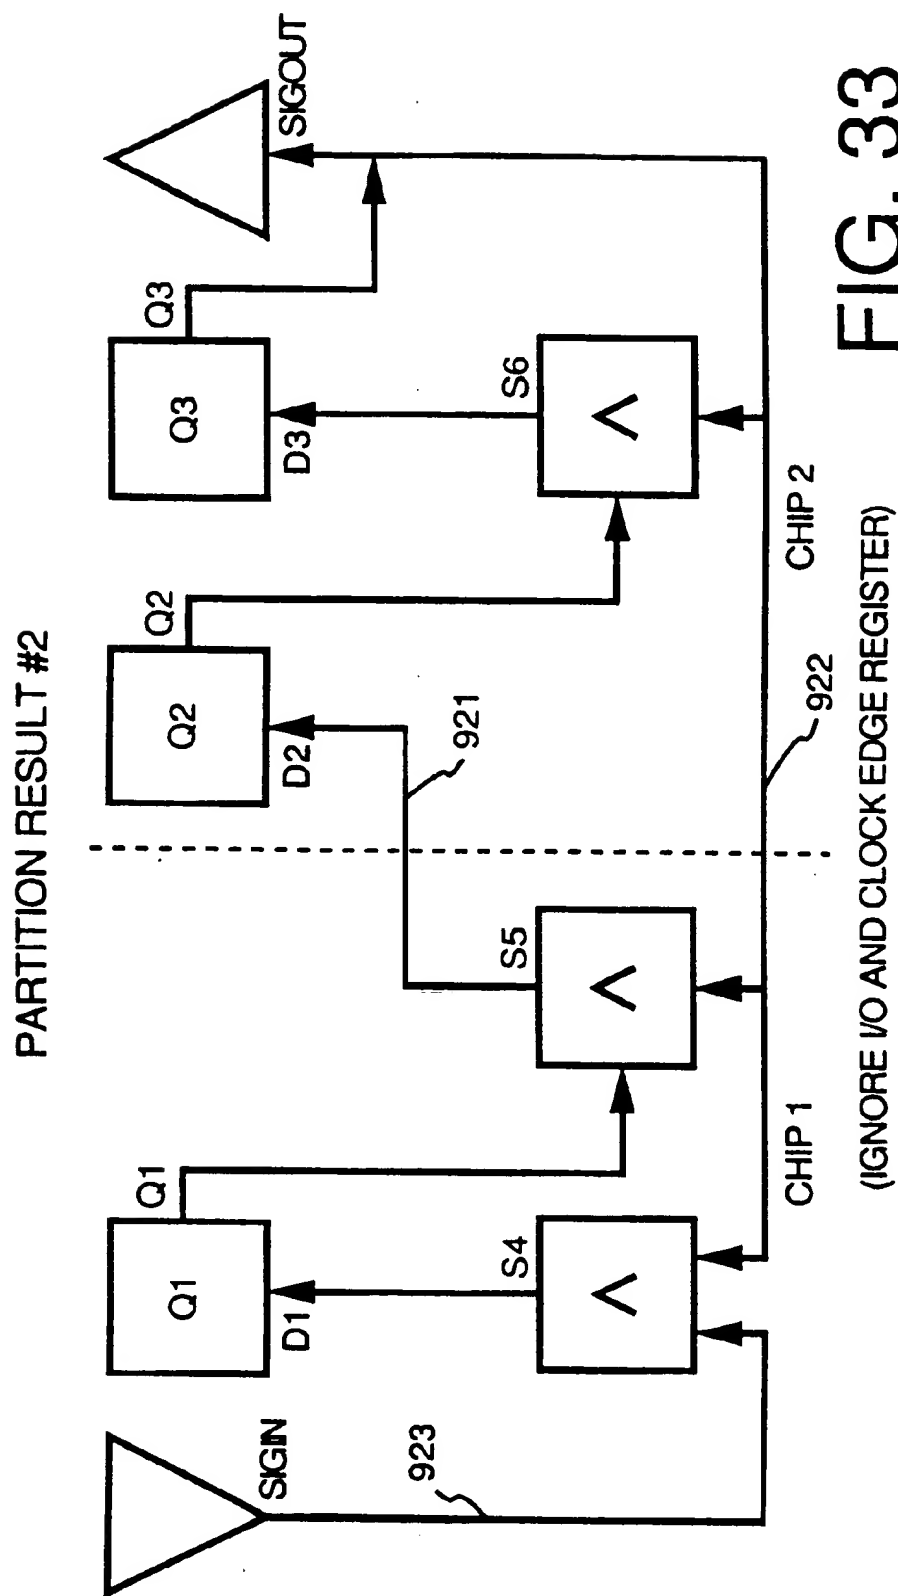 PARTITION RESULT #2
SIGIN
Q1
Q1
Q2
Q2
Q3
Q3
SIGOUT
D1
D2
D3
923
921
S4
S5
S6
V
V
V
CHIP 1
922
CHIP 2
(IGNORE I/O AND CLOCK EDGE REGISTER)
FIG. 33